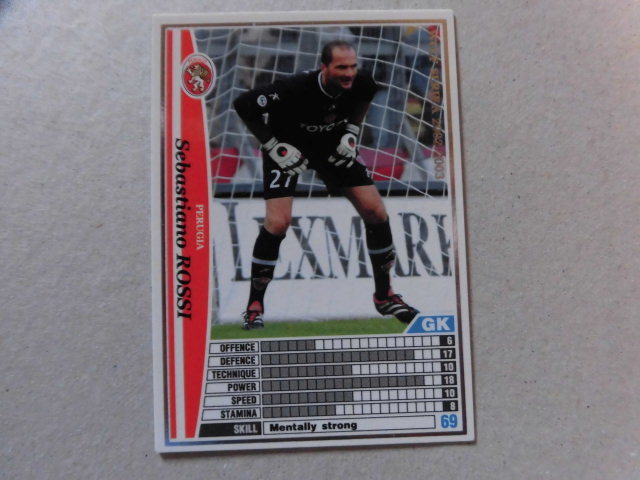 Sebastiano ROSSI
PERUGIA
TOYOTA
27
LEXMARK
GK
OFFENCE 6
DEFENCE 17
TECHNIQUE 10
POWER 18
SPEED 10
STAMINA 8
SKILL Mentally strong 69